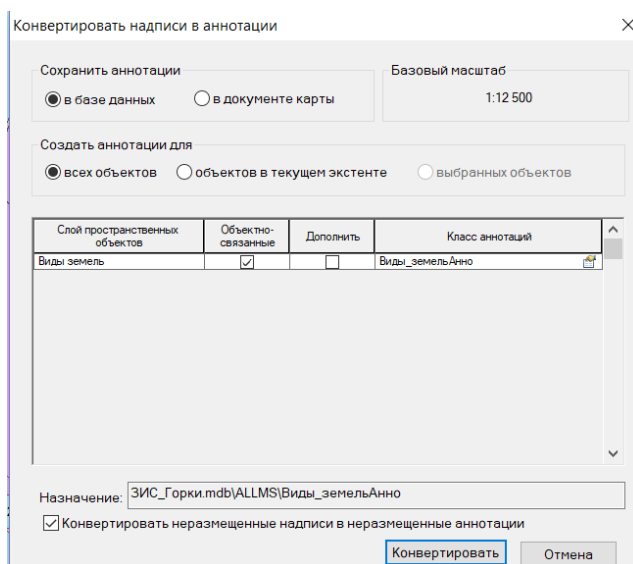 Конвертировать надписи в аннотации
Сохранить аннотации
в базе данных
в документе карты
Базовый масштаб
1:12 500
Создать аннотации для
всех объектов
объектов в текущем экстенте
выбранных объектов
Слой пространственных
объектов
Объектно-
связанные
Дополнить
Класс аннотаций
Виды земель
Виды_земельАнно
Назначение:
ЗИС_Горки.mdb\ALLMS\Виды_земельАнно
Конвертировать неразмещенные надписи в неразмещенные аннотации
Конвертировать
Отмена